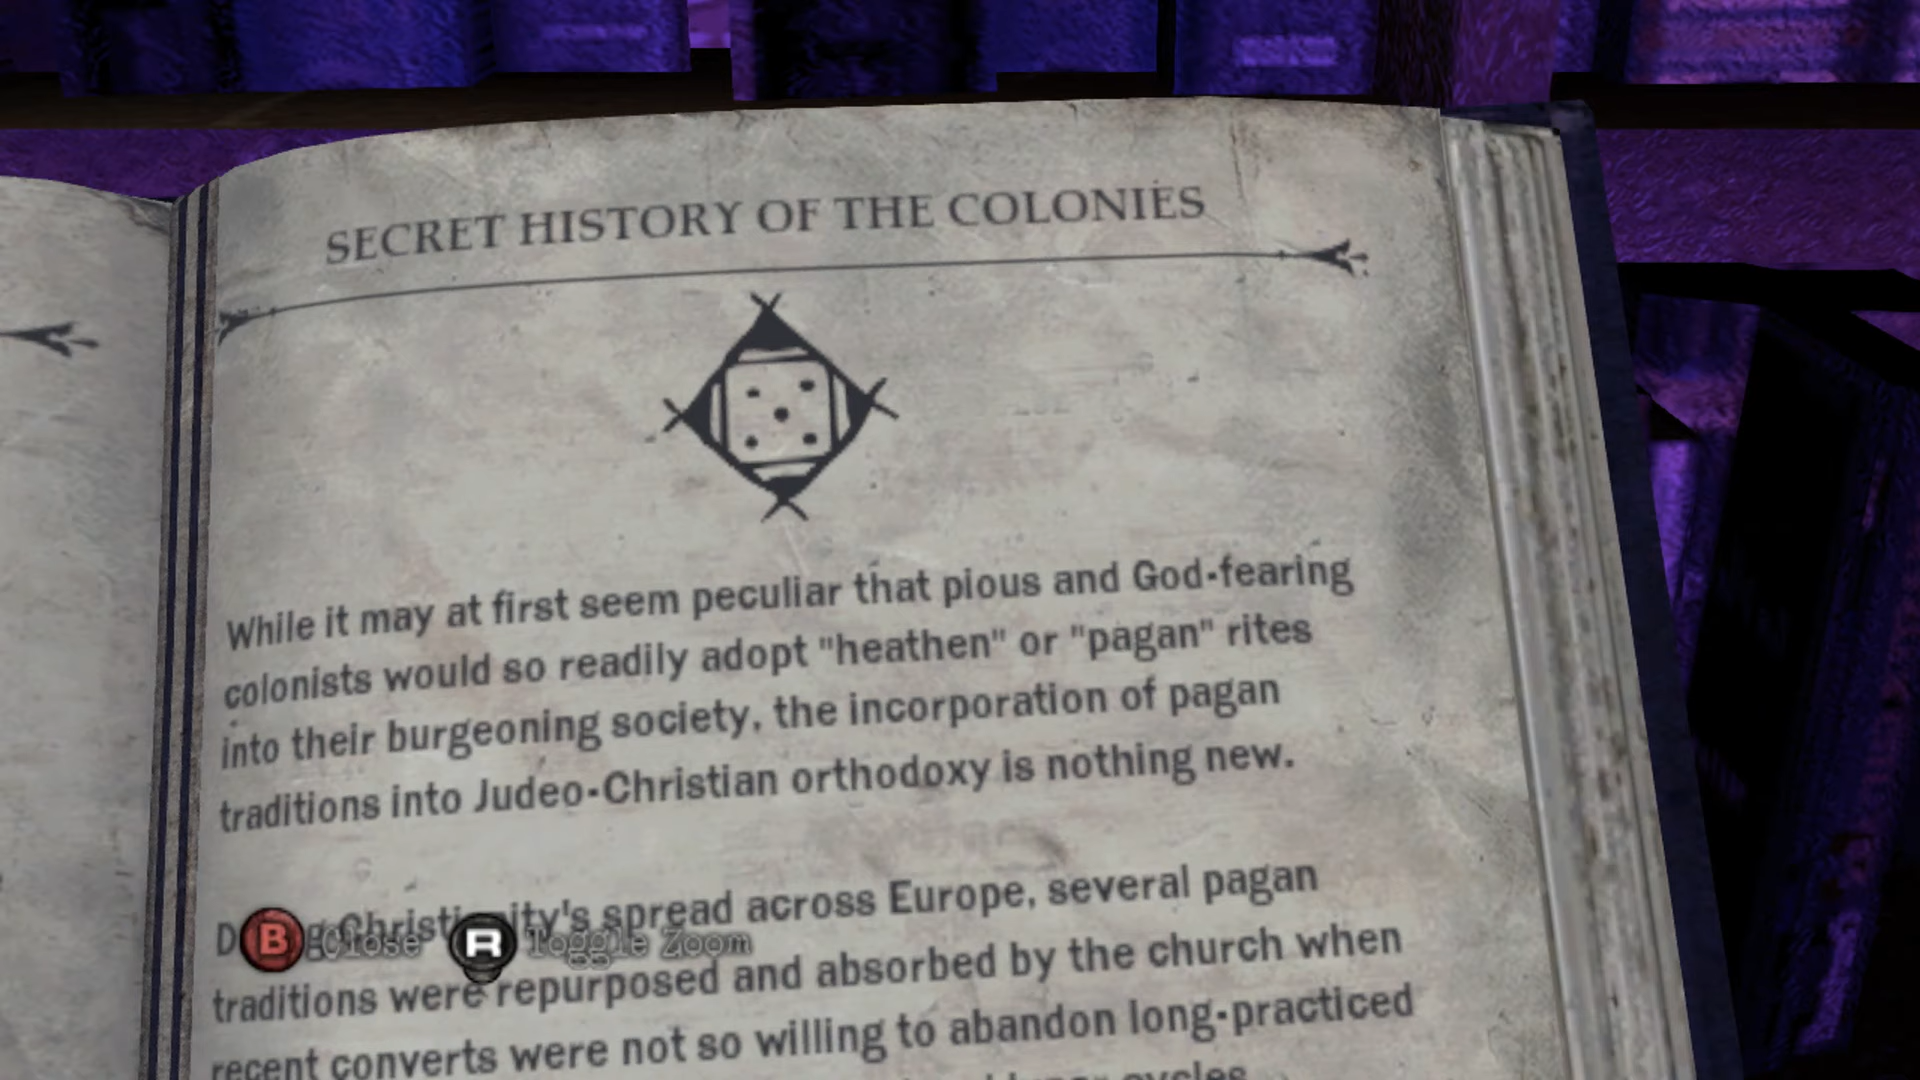 SECRET HISTORY OF THE COLONIES
While it may at first seem peculiar that pious and God-fearing
colonists would so readily adopt "heathen" or "pagan" rites
into their burgeoning society, the incorporation of pagan
traditions into Judeo-Christian orthodoxy is nothing new.
Christianity's spread across Europe, several pagan
B Close R Toggle Zoom
traditions were repurposed and absorbed by the church when
recent converts were not so willing to abandon long-practiced
cycles